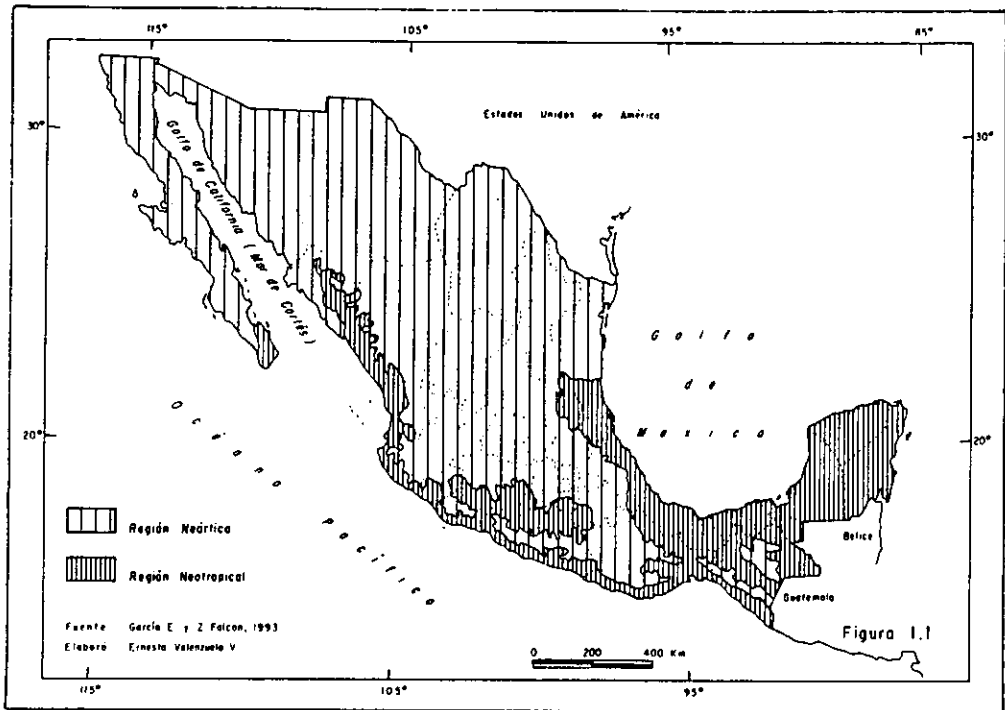 115° 105° 95° 85°
Estados Unidos de América
30° 30°
Golfo de California ( Mar de Cortés )
Golfo
de
Mexico
20° 20°
Océano Pacífico
Región Neártica
Belice
Región Neotropical
Guatemala
Fuente García E y Z Falcon, 1993
Elaboró Ernesto Valenzuela V
Figura 1.1
0 200 400 Km
115° 105° 95°